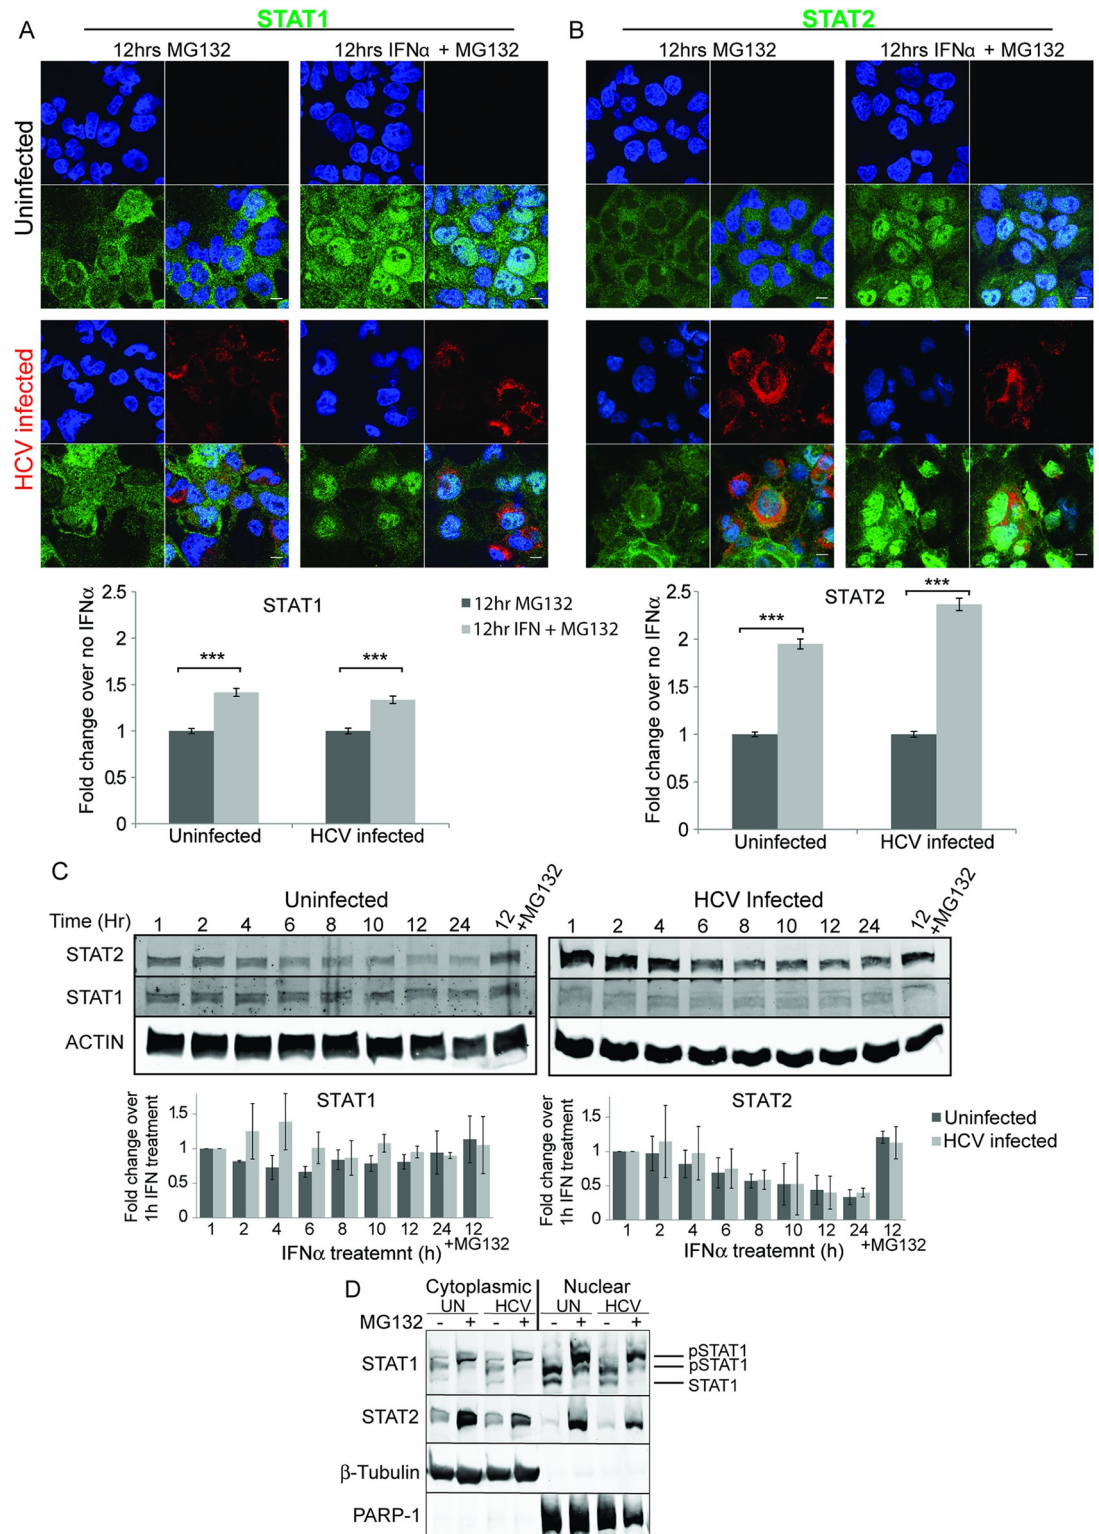 A
STAT1
12hrs MG132
12hrs IFNα + MG132
B
STAT2
12hrs MG132
12hrs IFNα + MG132
Uninfected
HCV infected
STAT1
12hr MG132
12hr IFN + MG132
Fold change over no IFNα
2.5
2
1.5
1
0.5
0
***
***
Uninfected
HCV infected
STAT2
Fold change over no IFNα
2.5
2
1.5
1
0.5
0
***
***
Uninfected
HCV infected
C
Uninfected
Time (Hr) 1 2 4 6 8 10 12 24 12 +MG132
HCV Infected
1 2 4 6 8 10 12 24 12 +MG132
STAT2
STAT1
ACTIN
STAT1
Fold change over
1h IFN treatment
1.5
1
0.5
0
1 2 4 6 8 10 12 24 12
+MG132
IFNα treatemnt (h)
STAT2
Fold change over
1h IFN treatment
1.5
1
0.5
0
1 2 4 6 8 10 12 24 12
+MG132
IFNα treatemnt (h)
Uninfected
HCV infected
D
Cytoplasmic Nuclear
UN HCV UN HCV
MG132 - + - + - + - +
STAT1
pSTAT1
pSTAT1
STAT1
STAT2
β-Tubulin
PARP-1